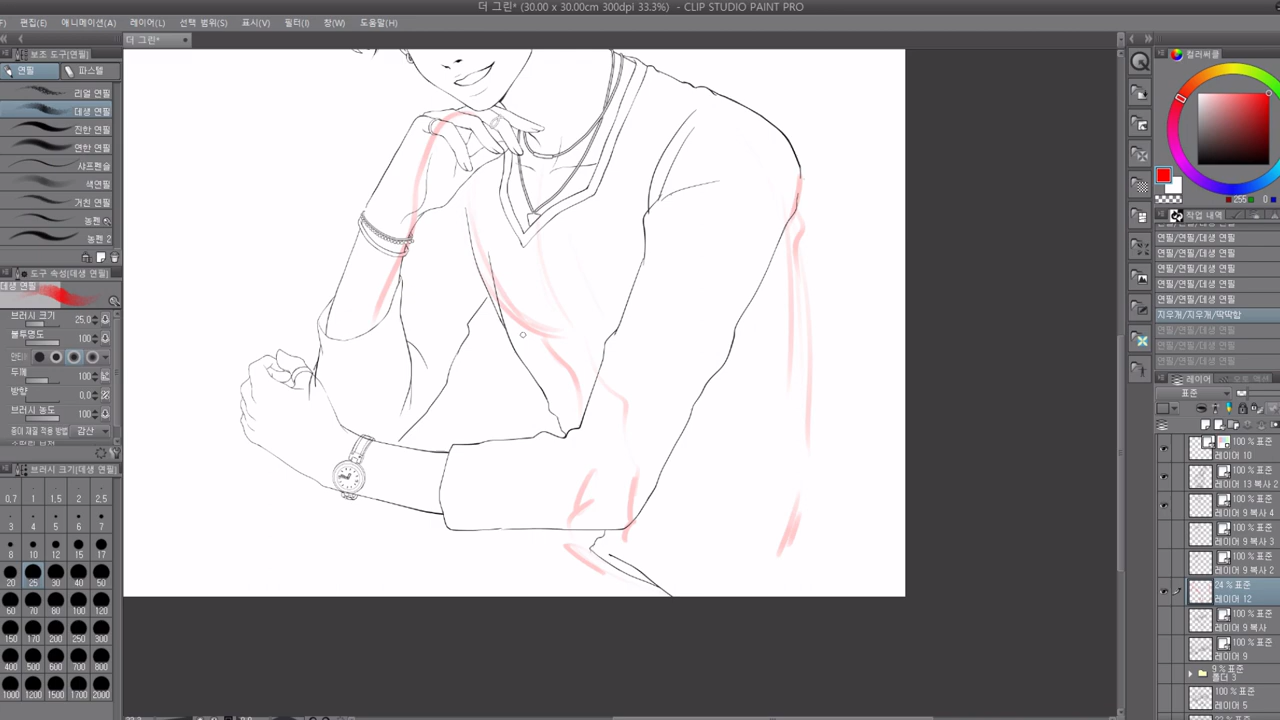 더 그린* (30.00 x 30.00cm 300dpi 33.3%) - CLIP STUDIO PAINT PRO
편집(E) 애니메이션(A) 레이어(L) 선택 범위(S) 표시(V) 필터(I) 창(W) 도움말(H)
더 그린*
보조 도구[연필]
연필 파스텔
리얼 연필
데생 연필
진한 연필
연한 연필
샤프펜슬
색연필
거친 연필
농펜
농펜 2
도구 속성[데생 연필]
데생 연필
브러시 크기 25.0
불투명도 100
두께 100
방향 0.0
브러시 농도 100
종이 재질 적용 방법 감산
브러시 크기[데생 연필]
0.7 1 1.5 2 2.5
3 4 5 6 7
8 10 12 15 17
20 25 30 40 50
60 70 80 100 120
150 170 200 250 300
400 500 600 700 800
1000 1200 1500 1700 2000
컬러써클
255 0 0
작업 내역
연필/연필/데생 연필
연필/연필/데생 연필
연필/연필/데생 연필
연필/연필/데생 연필
연필/연필/데생 연필
지우개/지우개/딱딱함
레이어
표준
100 % 표준
레이어 10
100 % 표준
레이어 13 복사 2
100 % 표준
레이어 9 복사 4
100 % 표준
레이어 9 복사 3
100 % 표준
레이어 9 복사 2
24 % 표준
레이어 12
100 % 표준
레이어 9 복사
100 % 표준
레이어 9
9 % 표준
폴더 3
100 % 표준
레이어 5